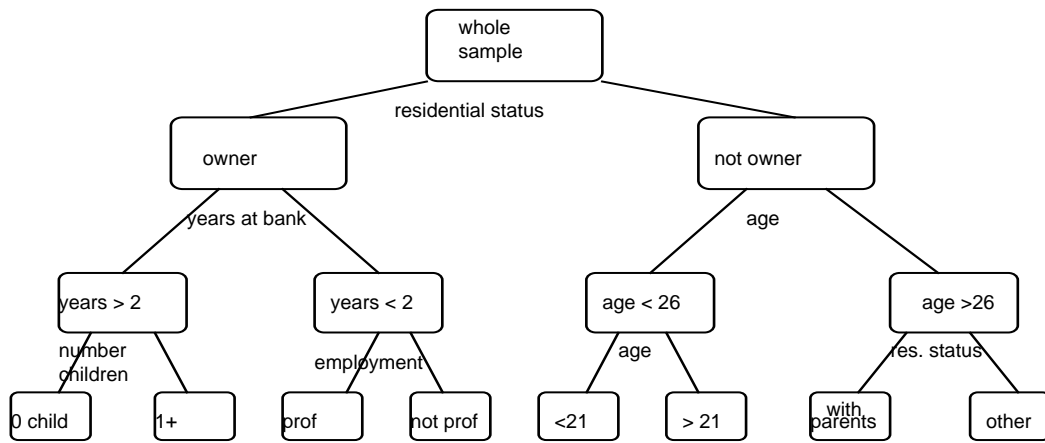 whole
sample
residential status
owner
not owner
years at bank
age
years > 2
years < 2
age < 26
age >26
number
children
employment
age
res. status
0 child
1+
prof
not prof
<21
> 21
with
parents
other